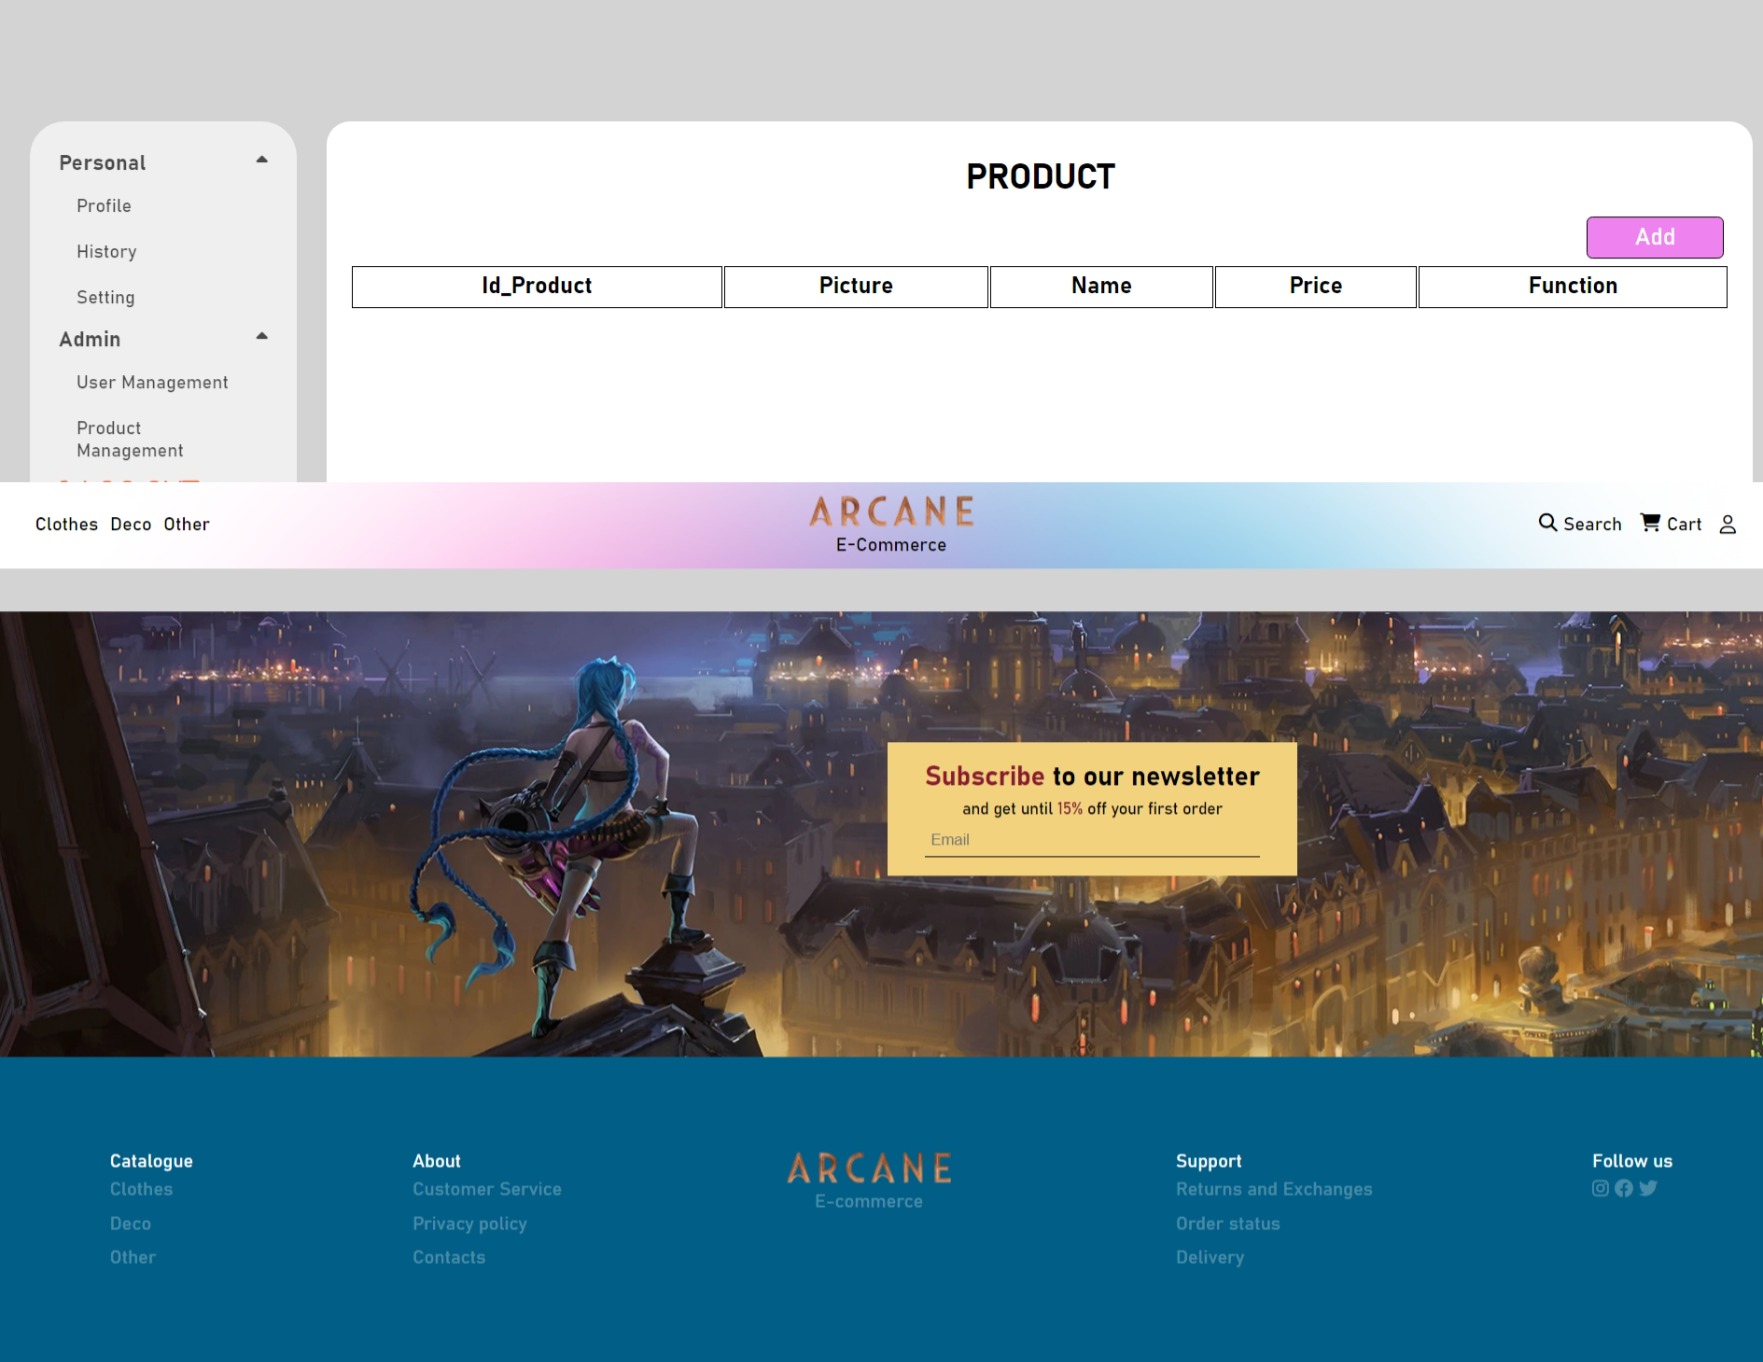 Personal
Profile
History
Setting
Admin
User Management
Product
Management
PRODUCT
Add
Id_Product Picture Name Price Function
Clothes Deco Other
ARCANE
E-Commerce
Search Cart
Subscribe to our newsletter
and get until 15% off your first order
Email
Catalogue
Clothes
Deco
Other
About
Customer Service
Privacy policy
Contacts
ARCANE
E-commerce
Support
Returns and Exchanges
Order status
Delivery
Follow us